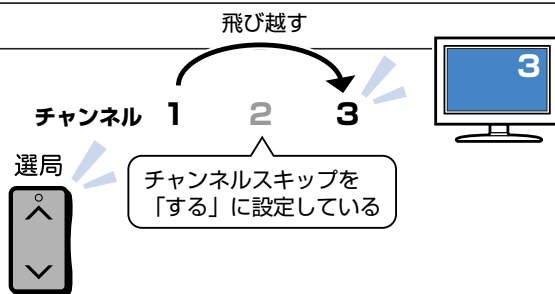 飛び越す
3
チャンネル 1 2 3
選局
チャンネルスキップを
「する」に設定している